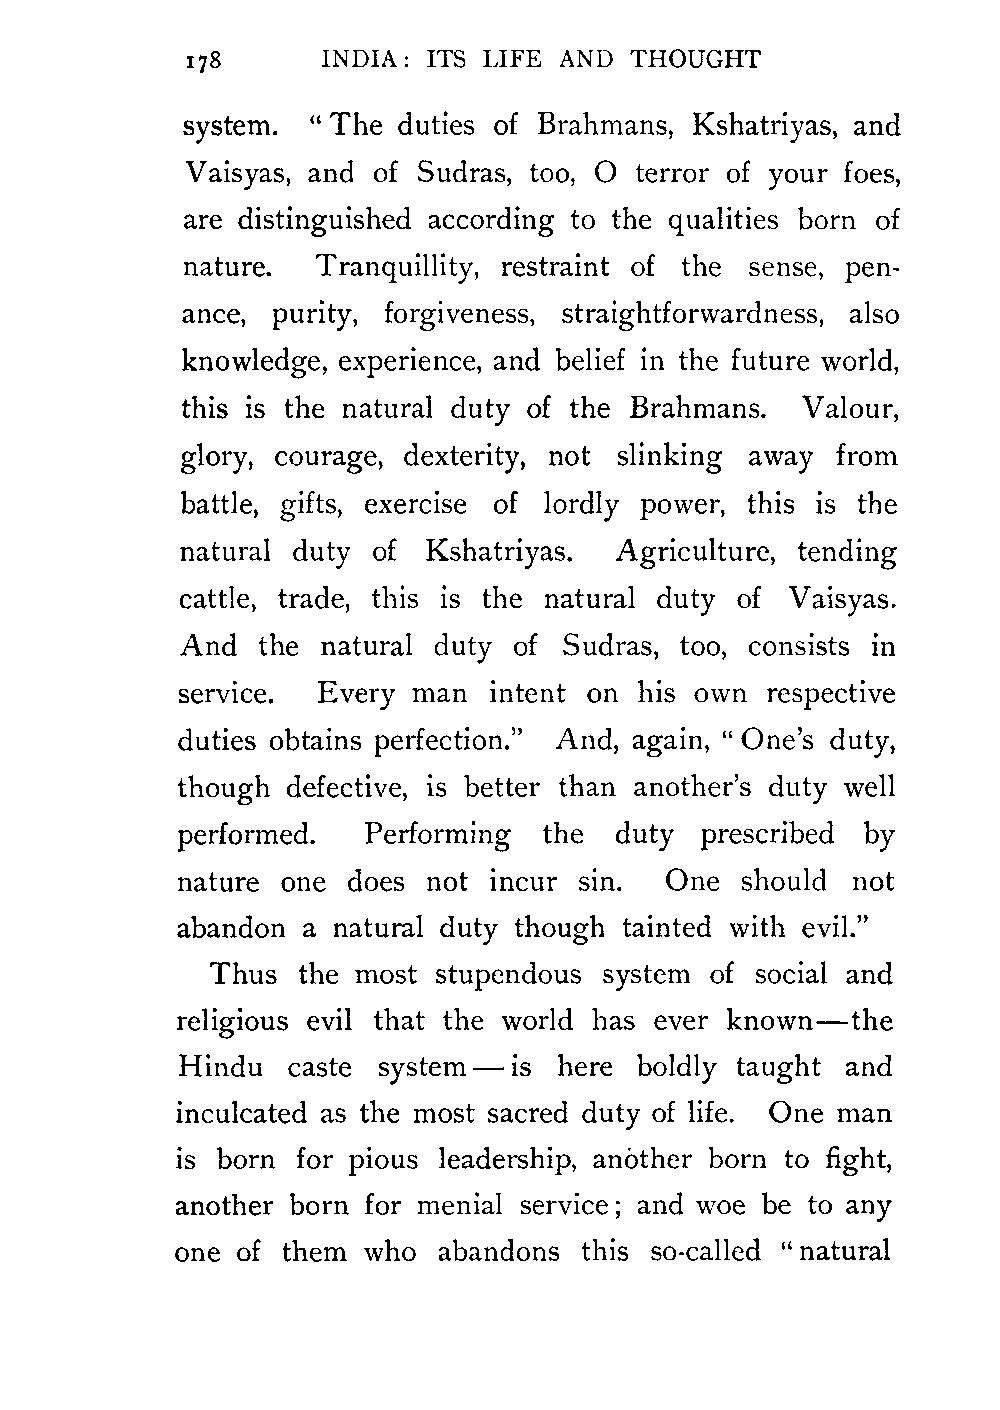 178 INDIA: ITS LIFE AND THOUGHT
system. “The duties of Brahmans, Kshatriyas, and
Vaisyas, and of Sudras, too, O terror of your foes,
are distinguished according to the qualities born of
nature. Tranquillity, restraint of the sense, pen-
ance, purity, forgiveness, straightforwardness, also
knowledge, experience, and belief in the future world,
this is the natural duty of the Brahmans. Valour,
glory, courage, dexterity, not slinking away from
battle, gifts, exercise of lordly power, this is the
natural duty of Kshatriyas. Agriculture, tending
cattle, trade, this is the natural duty of Vaisyas.
And the natural duty of Sudras, too, consists in
service. Every man intent on his own respective
duties obtains perfection.” And, again, “One’s duty,
though defective, is better than another’s duty well
performed. Performing the duty prescribed by
nature one does not incur sin. One should not
abandon a natural duty though tainted with evil.”
Thus the most stupendous system of social and
religious evil that the world has ever known—the
Hindu caste system—is here boldly taught and
inculcated as the most sacred duty of life. One man
is born for pious leadership, another born to fight,
another born for menial service; and woe be to any
one of them who abandons this so-called “natural